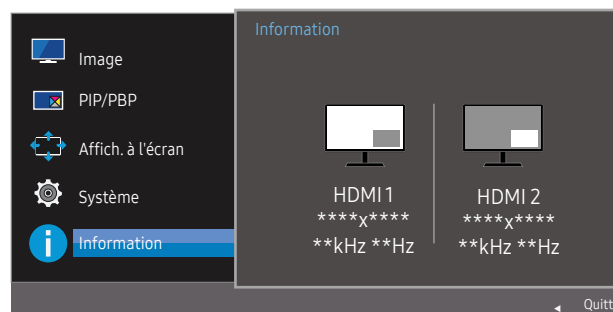 Information
Image
PIP/PBP
Affich. à l'écran
Système
Information
HDMI 1
****x****
**kHz **Hz
HDMI 2
****x****
**kHz **Hz
Quitt